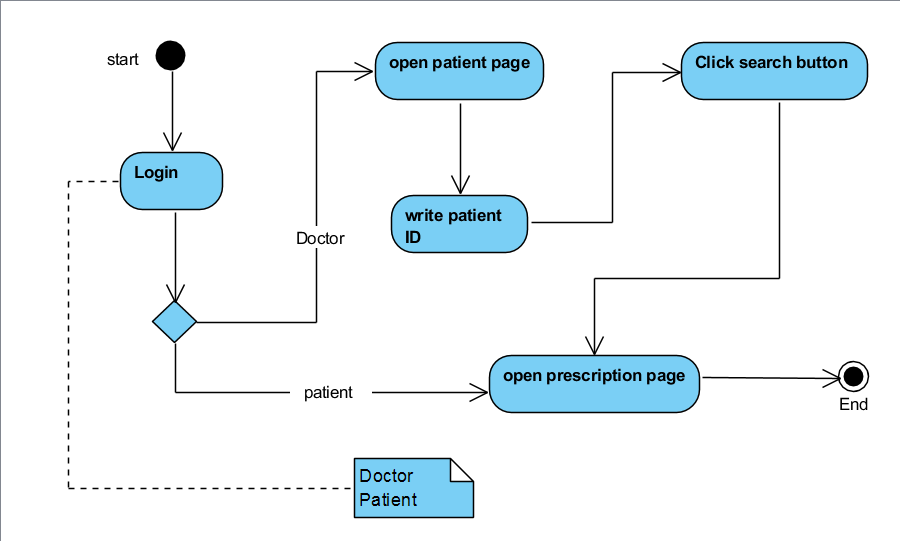 start
open patient page
Click search button
Login
write patient
ID
Doctor
open prescription page
patient
End
Doctor
Patient